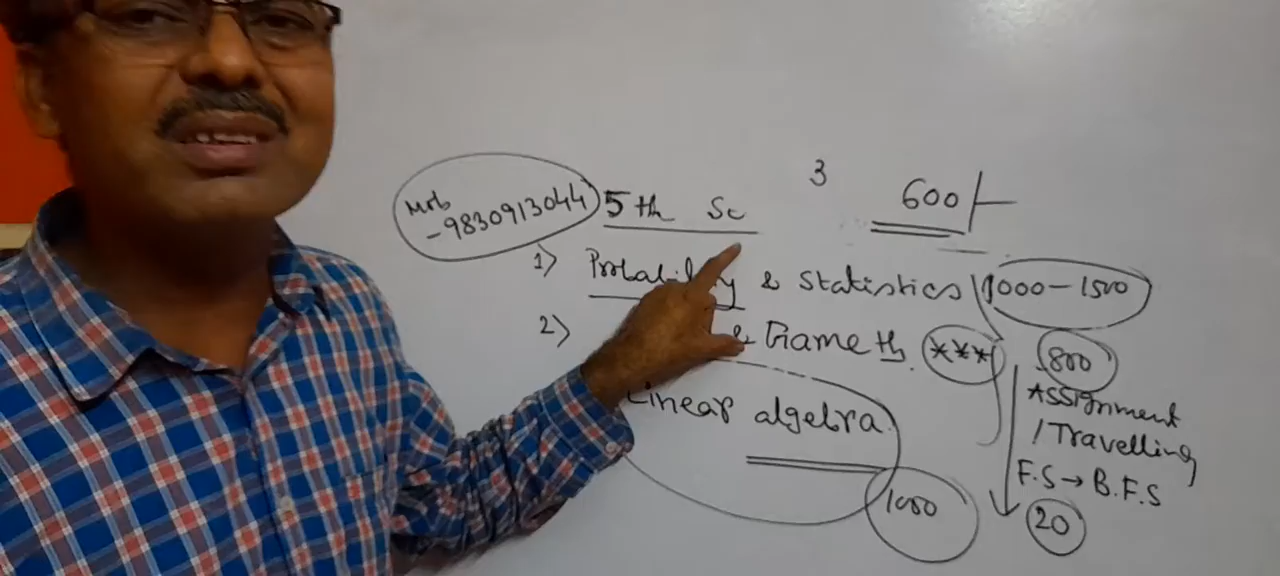 3
600/-
Mob
-9830913044
5th Se
1) Probability & Statistics
1000-1500
2) & Game th.
***
800
Linear algebra
1000
Assignment
/Travelling
F.S → B.F.S
20